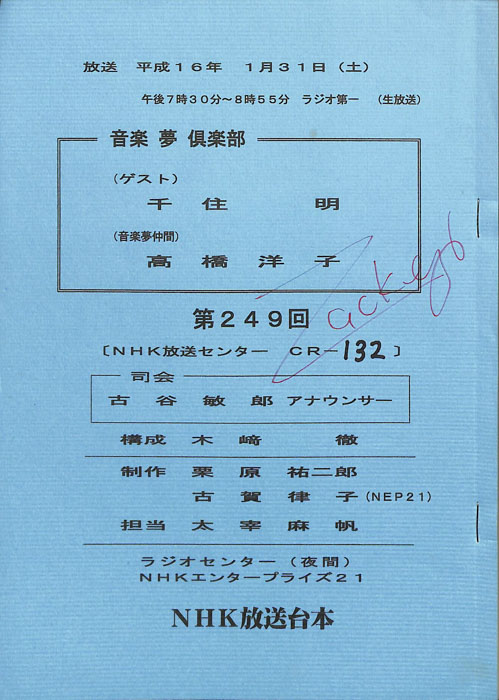 放送　平成１６年　１月３１日（土）
午後７時３０分～８時５５分　ラジオ第一　（生放送）
音楽 夢 倶楽部
（ゲスト）
千　住　　明
（音楽夢仲間）
高　橋　洋　子
第２４９回
〔ＮＨＫ放送センター　ＣＲ－132〕
司会
古　谷　敏　郎　アナウンサー
構成　木　﨑　　徹
制作　栗　原　祐二郎
古　賀　律　子（NEP21）
担当　太　宰　麻　帆
ラジオセンター（夜間）
ＮＨＫエンタープライズ２１
NHK放送台本